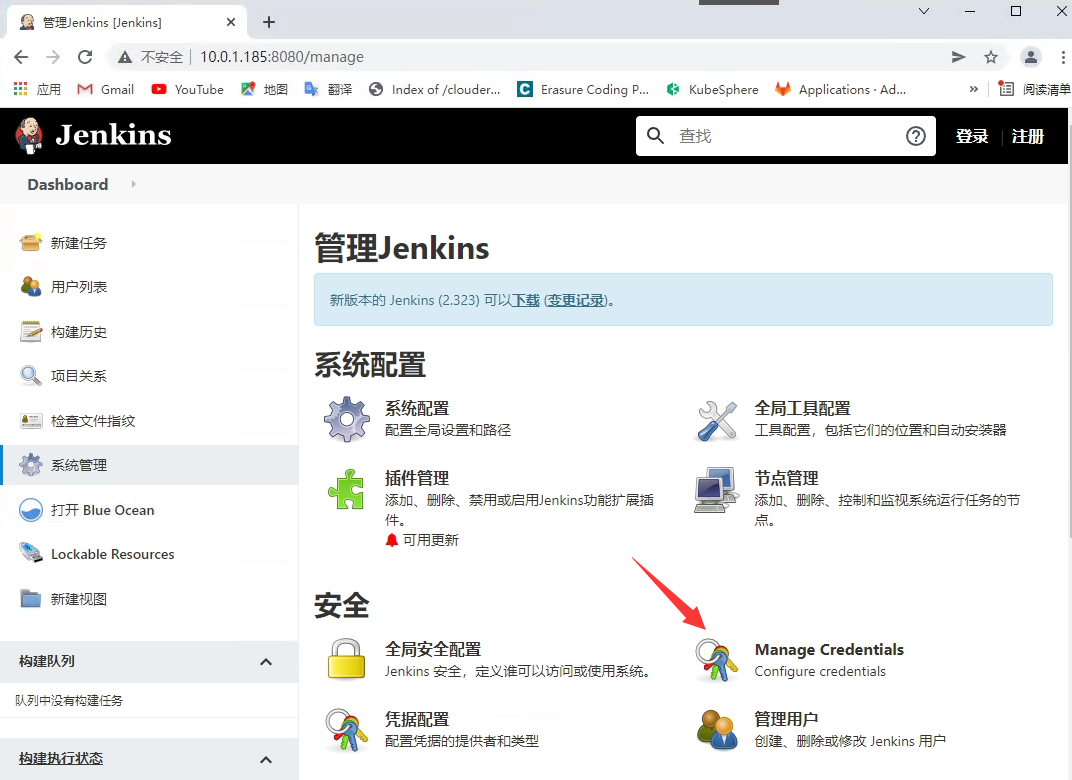 管理Jenkins [Jenkins]
不安全 10.0.1.185:8080/manage
应用 Gmail YouTube 地图 翻译 Index of /clouder... Erasure Coding P... KubeSphere Applications · Ad... » 阅读清单
Jenkins 查找 登录 注册
Dashboard
新建任务
用户列表
构建历史
项目关系
检查文件指纹
系统管理
打开 Blue Ocean
Lockable Resources
新建视图
构建队列
队列中没有构建任务
构建执行状态
管理Jenkins
新版本的 Jenkins (2.323) 可以下载 (变更记录)。
系统配置
系统配置
配置全局设置和路径
全局工具配置
工具配置，包括它们的位置和自动安装器
插件管理
添加、删除、禁用或启用Jenkins功能扩展插
件。
可用更新
节点管理
添加、删除、控制和监视系统运行任务的节
点。
安全
全局安全配置
Jenkins 安全，定义谁可以访问或使用系统。
Manage Credentials
Configure credentials
凭据配置
配置凭据的提供者和类型
管理用户
创建、删除或修改 Jenkins 用户